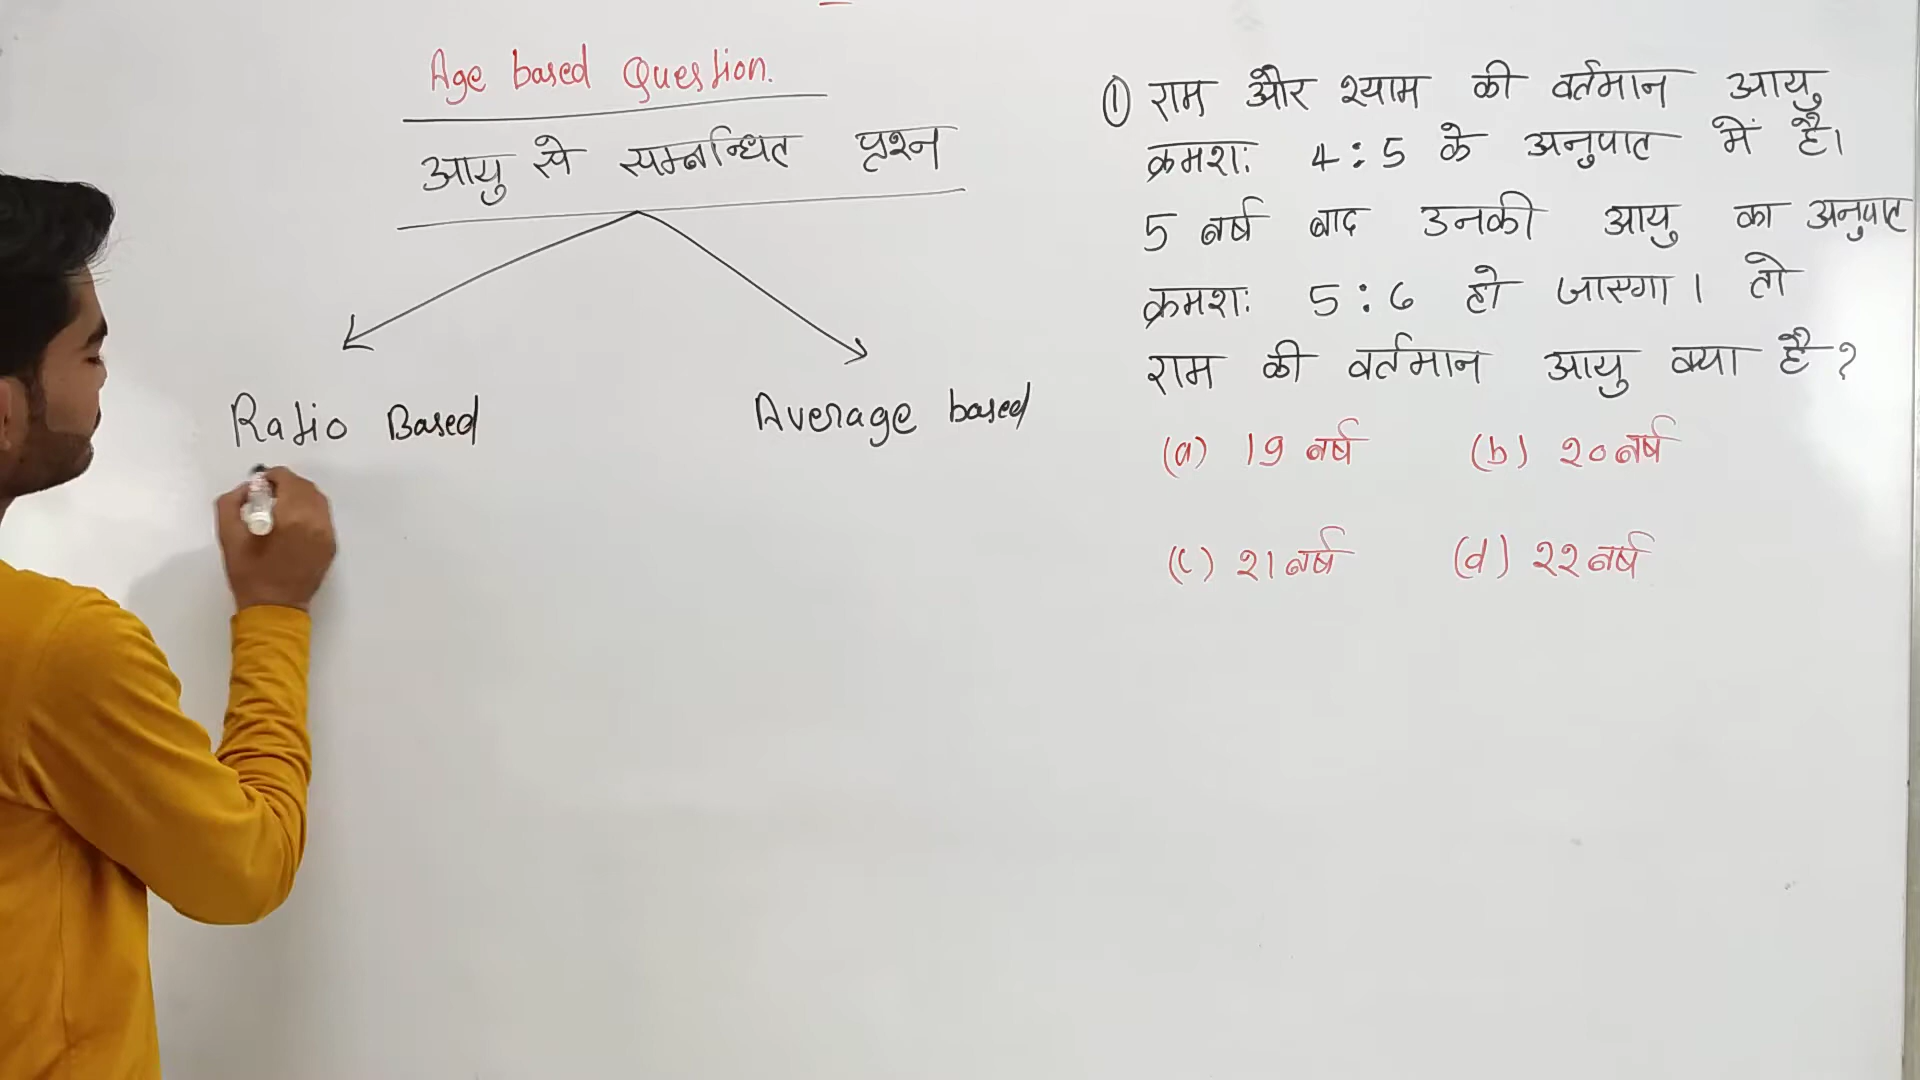 Age based Question.
आयु से सम्बन्धित प्रश्न
Ratio Based
Average based
① राम और श्याम की वर्तमान आयु
क्रमशः 4:5 के अनुपात में है।
5 वर्ष बाद उनकी आयु का अनुपात
क्रमशः 5:6 हो जाएगा। तो
राम की वर्तमान आयु क्या है?
(a) 19 वर्ष (b) २० वर्ष
(c) २1 वर्ष (d) २२ वर्ष